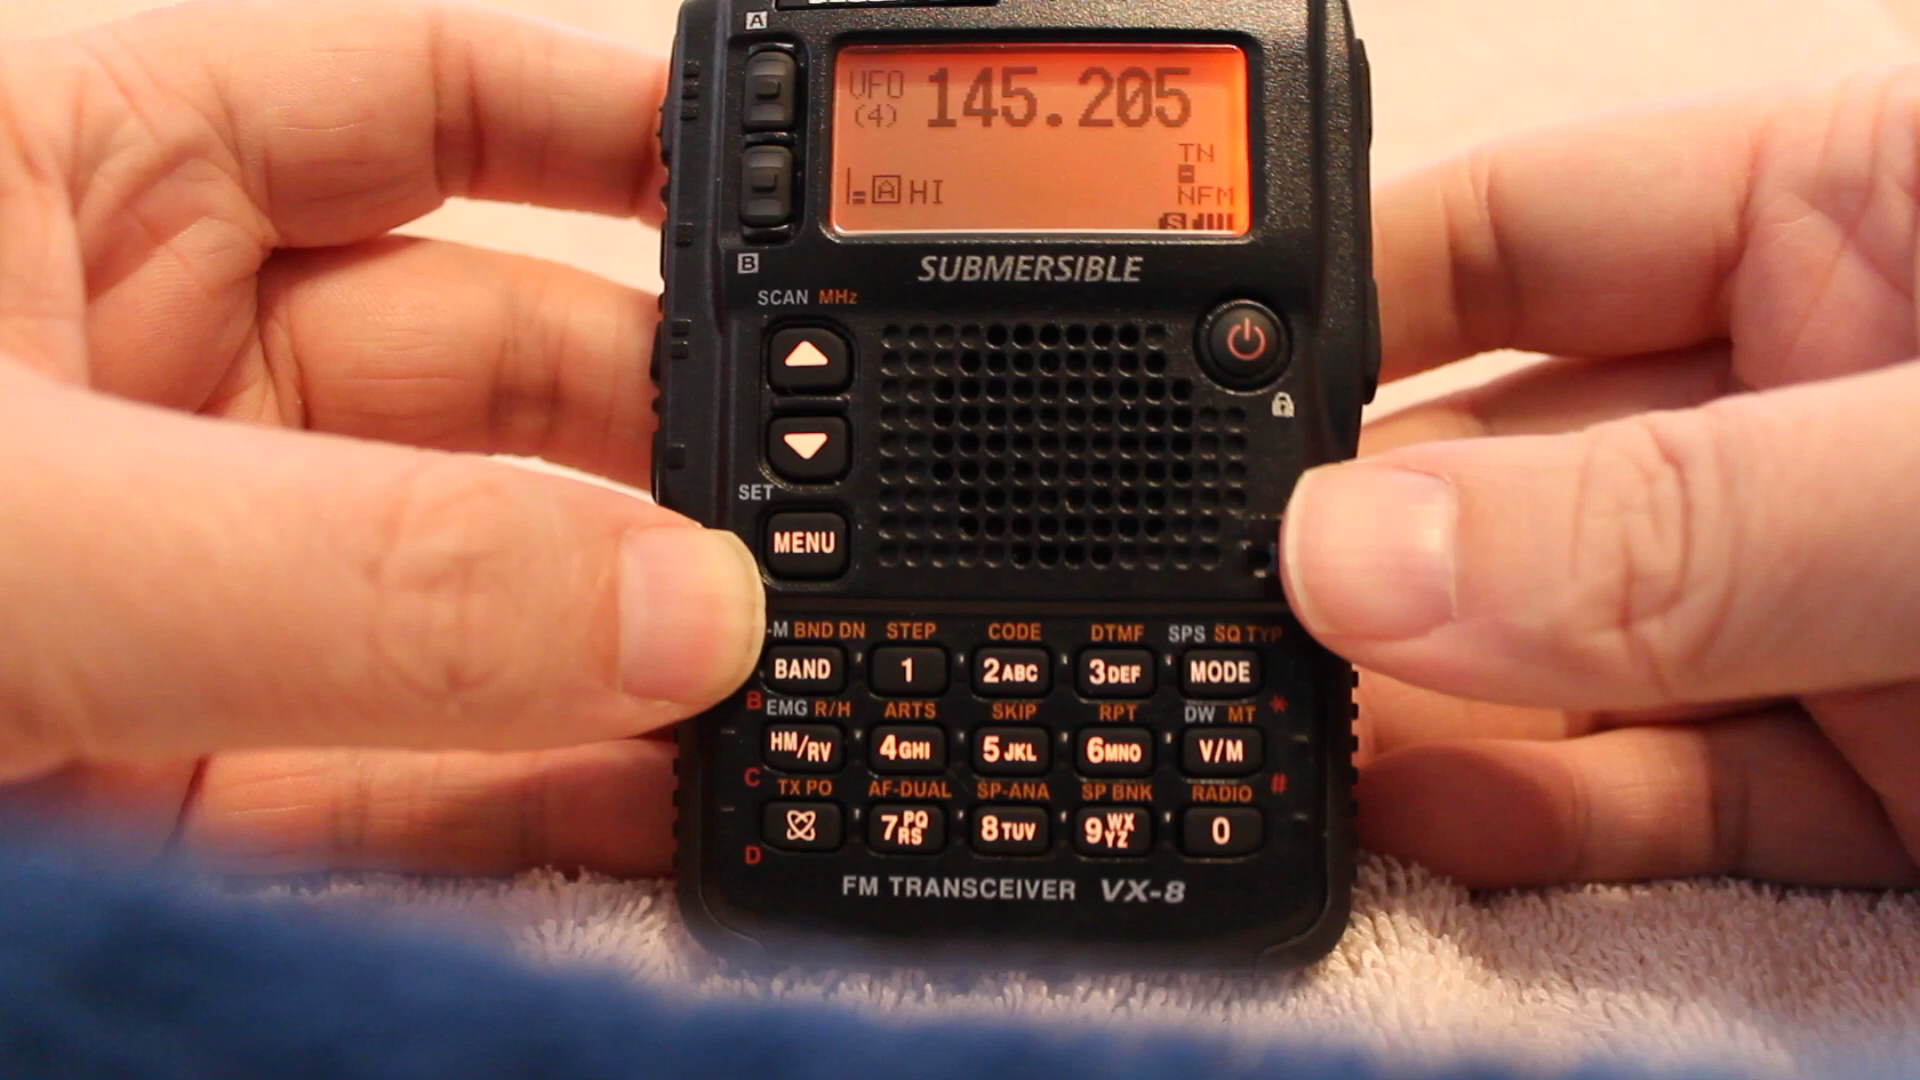 A
VFO 145.205
(4)
TN
-
A HI NFM
S
B
SUBMERSIBLE
SCAN MHz
SET
MENU
-M BND DN STEP CODE DTMF SPS SQ TYP
BAND 1 2ABC 3DEF MODE
B EMG R/H ARTS SKIP RPT DW MT *
HM/RV 4GHI 5JKL 6MNO V/M
C TX PO AF-DUAL SP-ANA SP BNK RADIO #
7PQRS 8TUV 9WXYZ 0
D
FM TRANSCEIVER VX-8